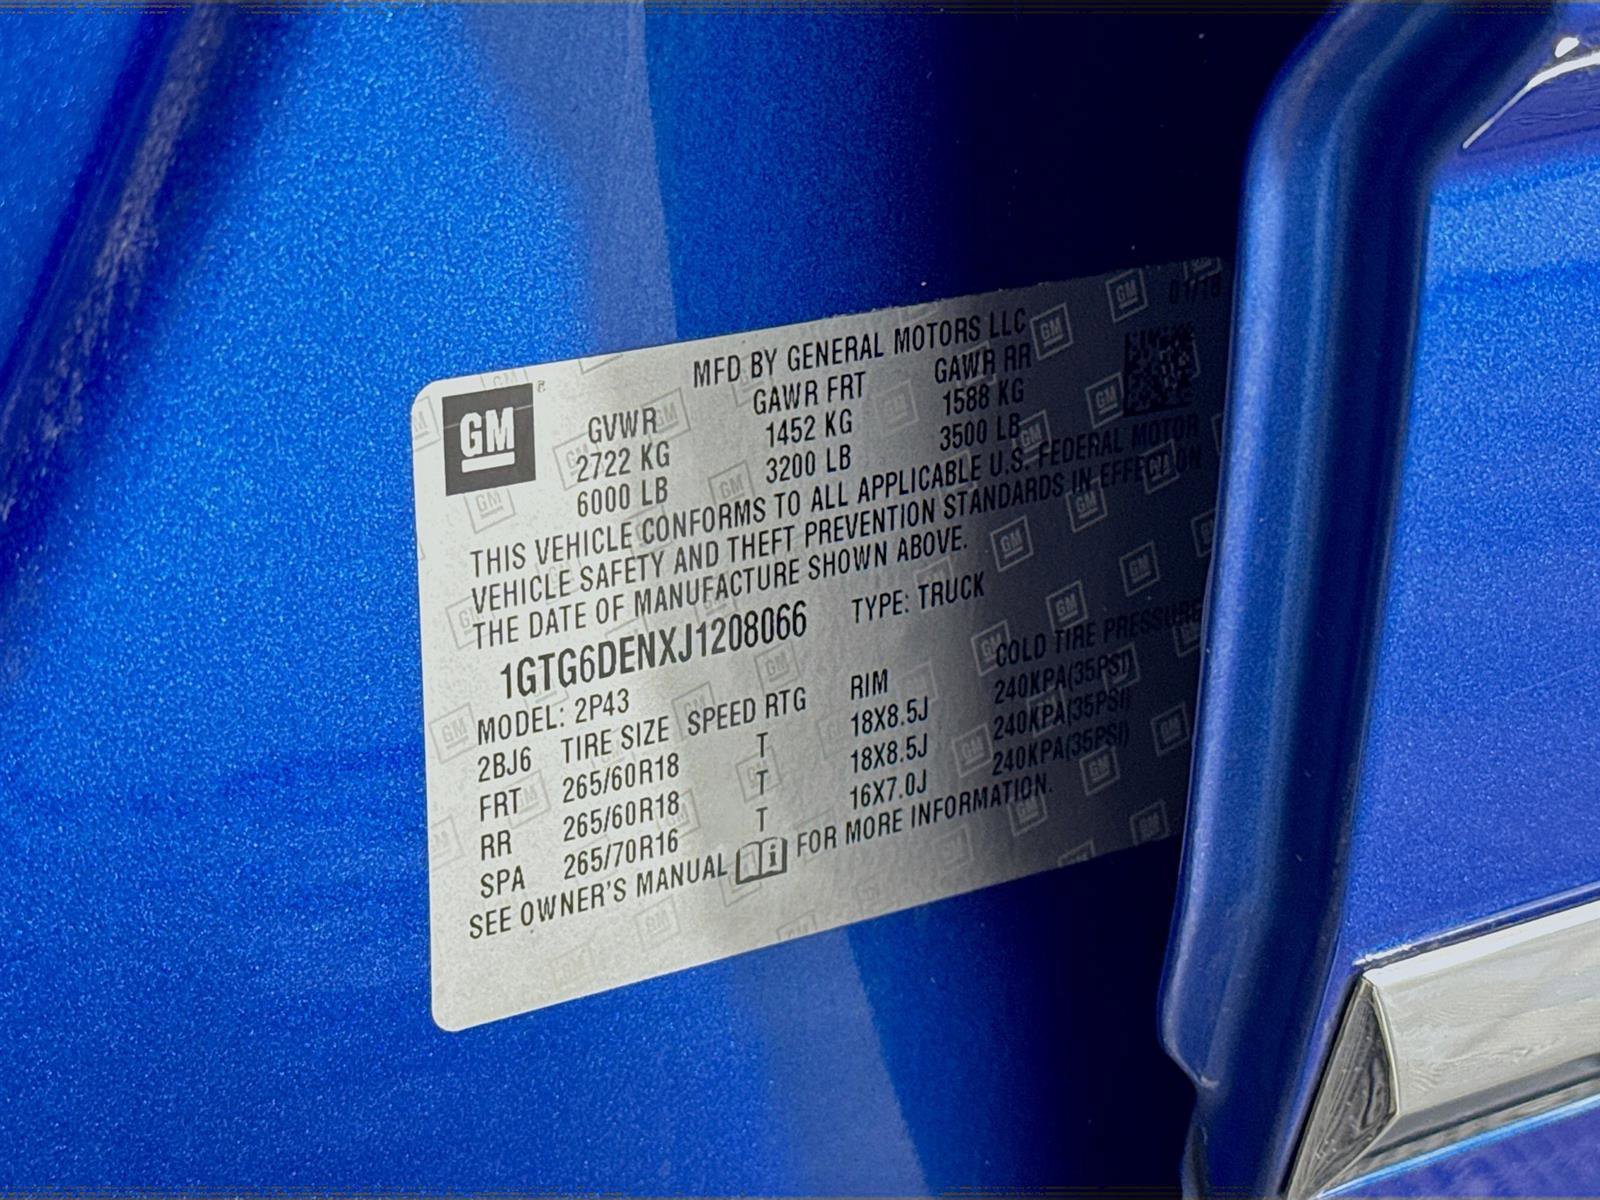 MFD BY GENERAL MOTORS LLC 01/18
GM
GVWR GAWR FRT GAWR RR
2722 KG 1452 KG 1588 KG
6000 LB 3200 LB 3500 LB
THIS VEHICLE CONFORMS TO ALL APPLICABLE U.S. FEDERAL MOTOR
VEHICLE SAFETY AND THEFT PREVENTION STANDARDS IN EFFECT ON
THE DATE OF MANUFACTURE SHOWN ABOVE.
1GTG6DENXJ1208066 TYPE: TRUCK
MODEL: 2P43
2BJ6 TIRE SIZE SPEED RTG RIM COLD TIRE PRESSURE
FRT 265/60R18 T 18X8.5J 240KPA(35PSI)
RR 265/60R18 T 18X8.5J 240KPA(35PSI)
SPA 265/70R16 T 16X7.0J 240KPA(35PSI)
SEE OWNER'S MANUAL FOR MORE INFORMATION.